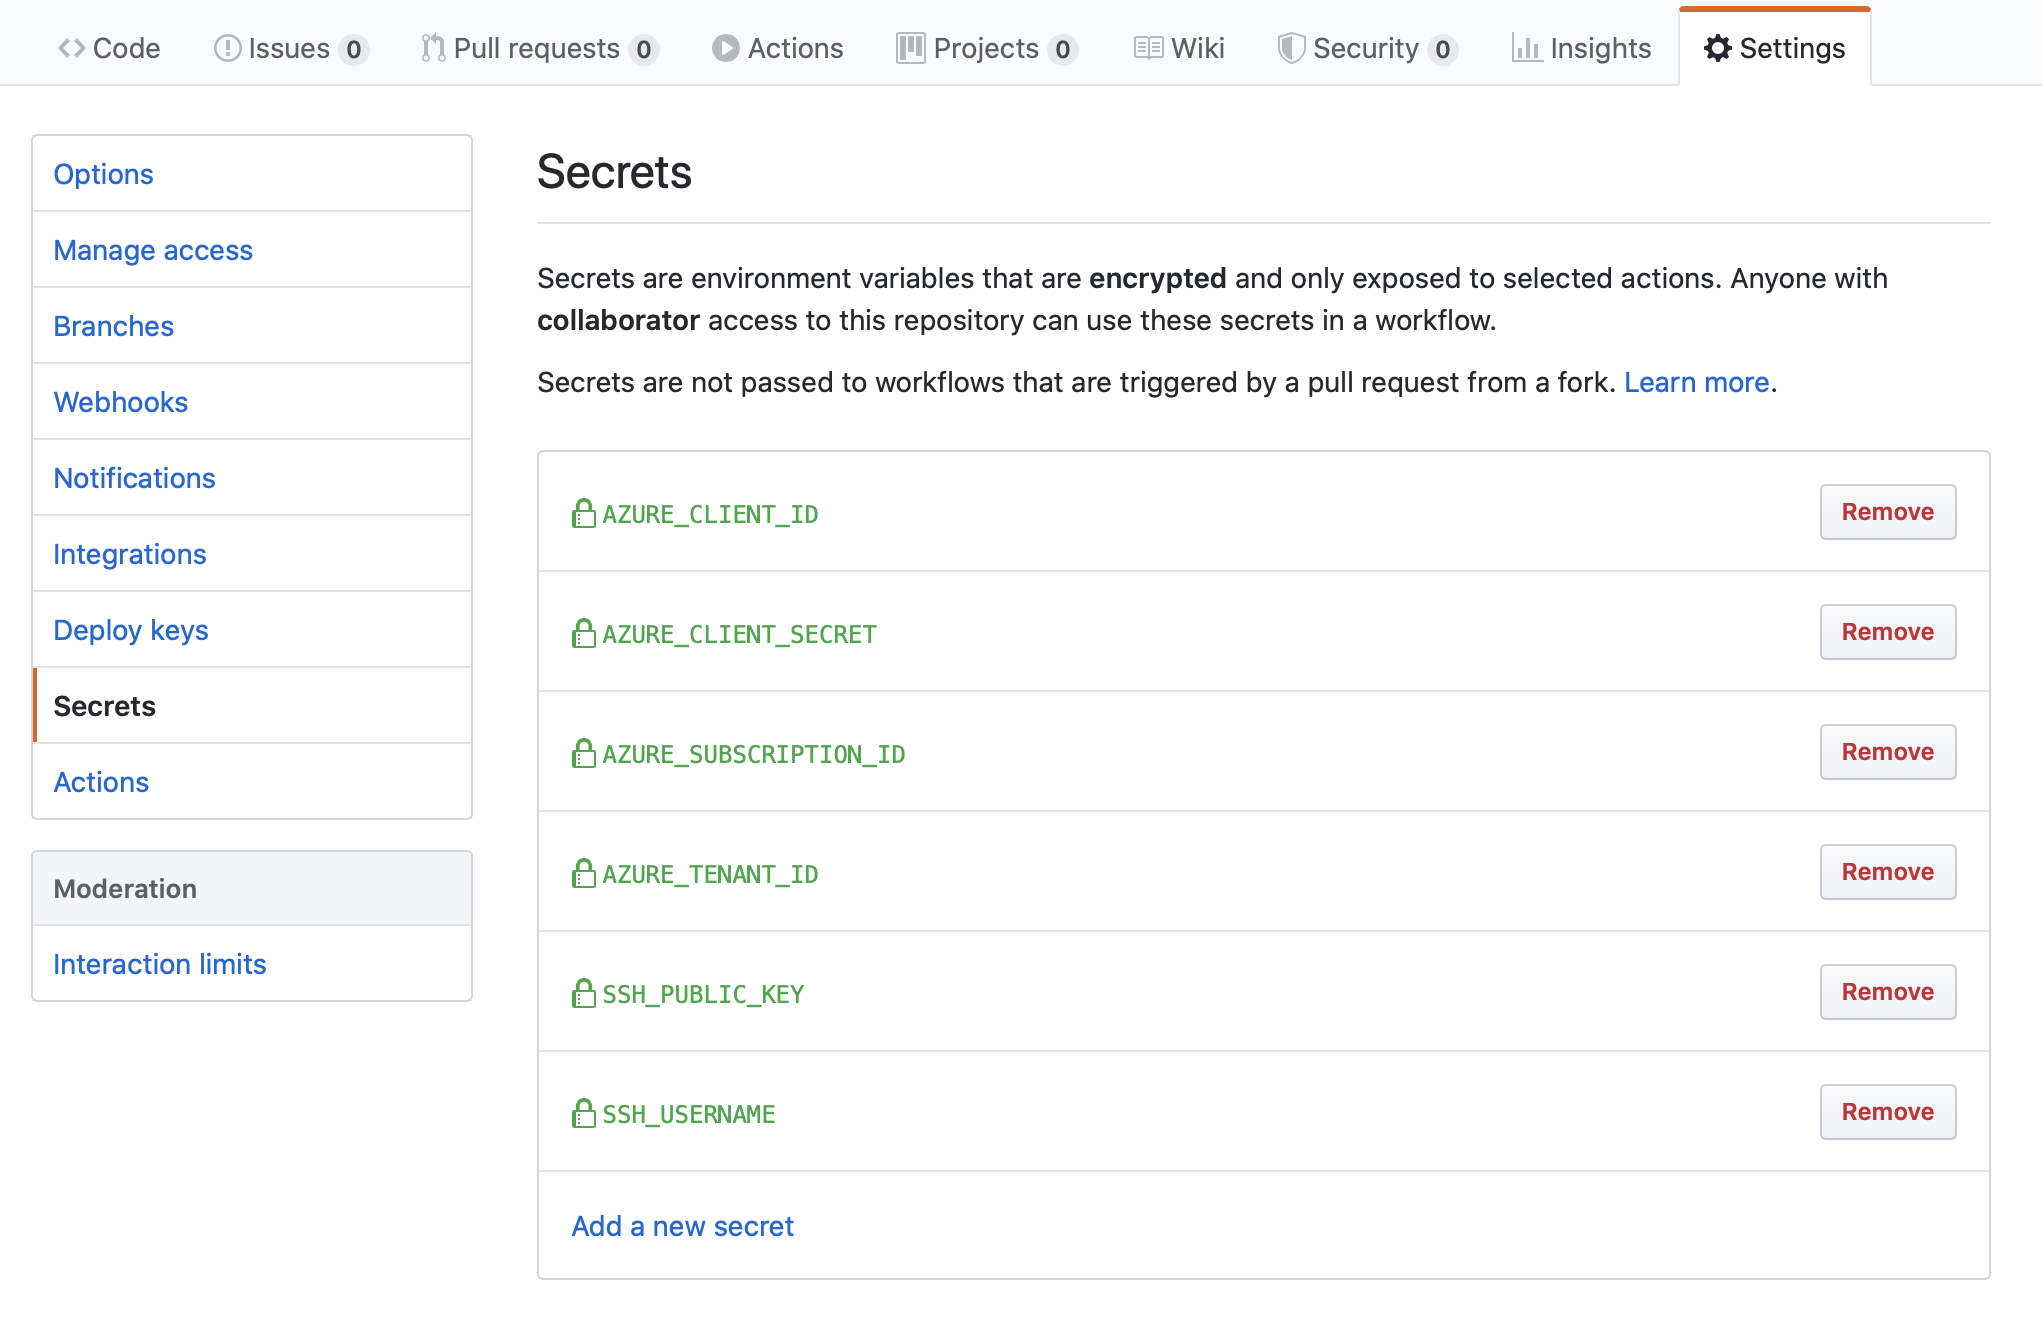 Code Issues 0 Pull requests 0 Actions Projects 0 Wiki Security 0 Insights Settings
Options
Manage access
Branches
Webhooks
Notifications
Integrations
Deploy keys
Secrets
Actions
Moderation
Interaction limits
Secrets
Secrets are environment variables that are encrypted and only exposed to selected actions. Anyone with
collaborator access to this repository can use these secrets in a workflow.
Secrets are not passed to workflows that are triggered by a pull request from a fork. Learn more.
AZURE_CLIENT_ID Remove
AZURE_CLIENT_SECRET Remove
AZURE_SUBSCRIPTION_ID Remove
AZURE_TENANT_ID Remove
SSH_PUBLIC_KEY Remove
SSH_USERNAME Remove
Add a new secret